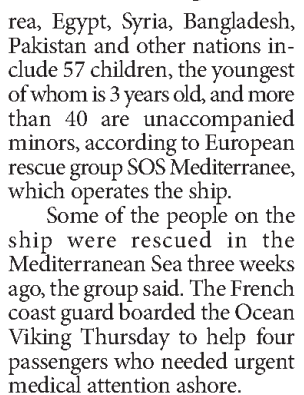 rea, Egypt, Syria, Bangladesh,
Pakistan and other nations in-
clude 57 children, the youngest
of whom is 3 years old, and more
than 40 are unaccompanied
minors, according to European
rescue group SOS Mediterranee,
which operates the ship.
Some of the people on the
ship were rescued in the
Mediterranean Sea three weeks
ago, the group said. The French
coast guard boarded the Ocean
Viking Thursday to help four
passengers who needed urgent
medical attention ashore.